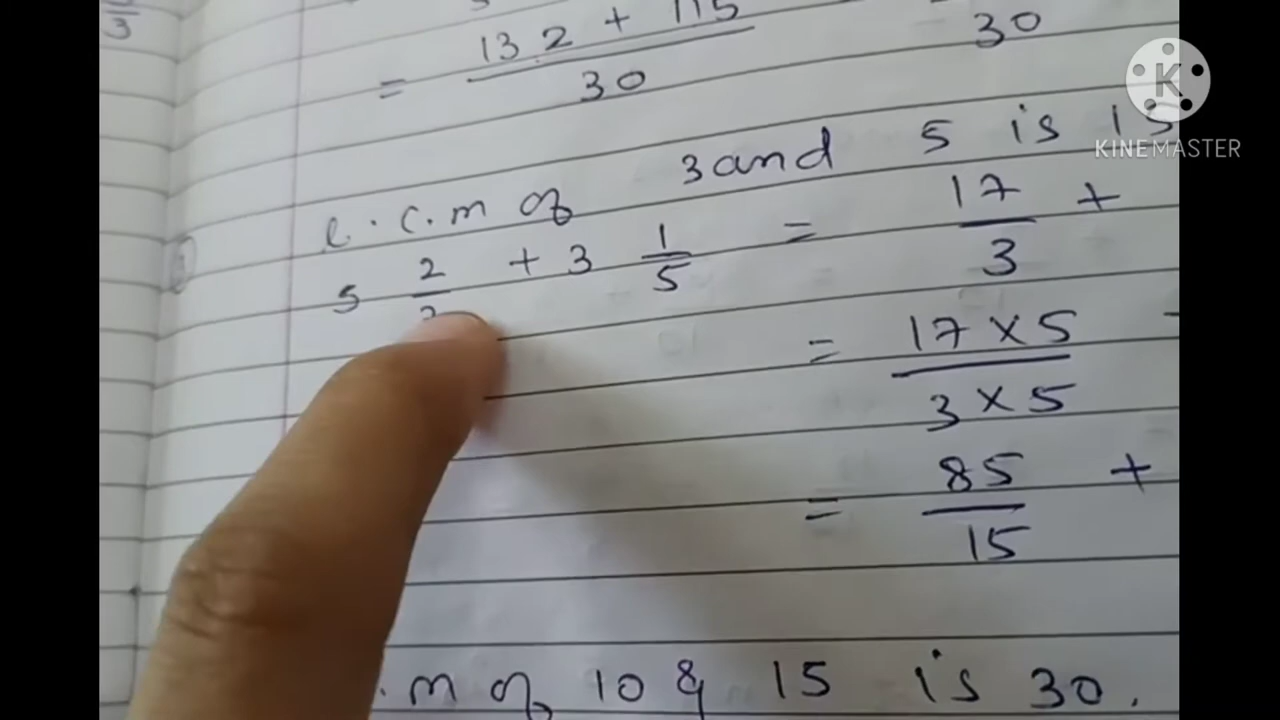 3
= 132 + 115 / 30 30
l.c.m of 3 and 5 is 15
5 2/3 + 3 1/5 = 17/3 +
= 17 × 5 / 3 × 5
= 85/15 +
.m of 10 & 15 is 30.
K
KINEMASTER